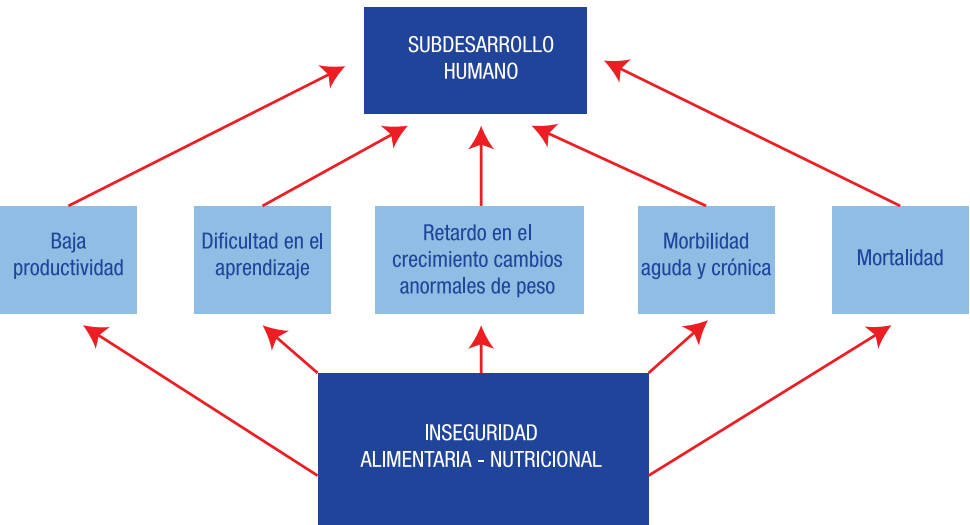 SUBDESARROLLO
HUMANO
Baja
productividad
Dificultad en el
aprendizaje
Retardo en el
crecimiento cambios
anormales de peso
Morbilidad
aguda y crónica
Mortalidad
INSEGURIDAD
ALIMENTARIA - NUTRICIONAL